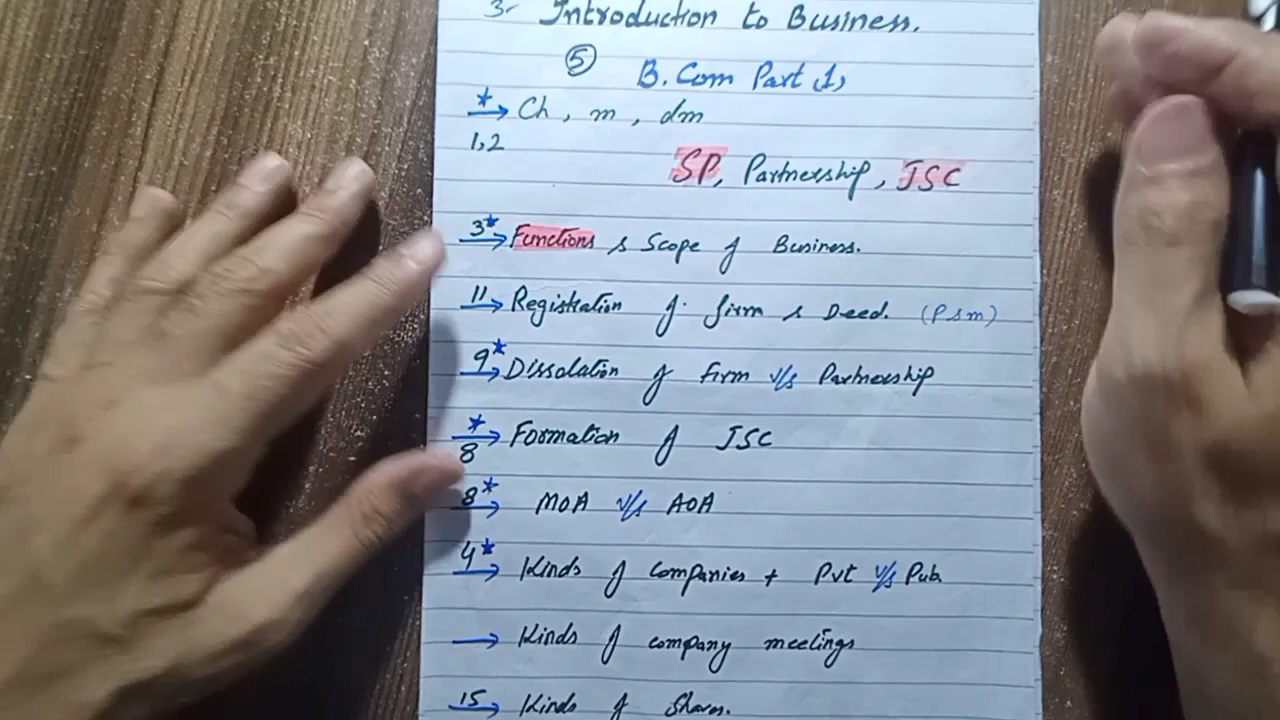 3- Introduction to Business.
⑤ B.Com Part (1)
* → Ch, m, dm
1,2
SP, Partnership, JSC
3* → Functions & Scope of Business.
11 → Registration of firm & Deed. (P & m)
9* → Dissolation of firm v/s Partnership
* → Formation of JSC
8
8* → MOA v/s AOA
4* → Kinds of companies + Pvt v/s Pub.
→ Kinds of company meetings
15 → Kinds of Shares.